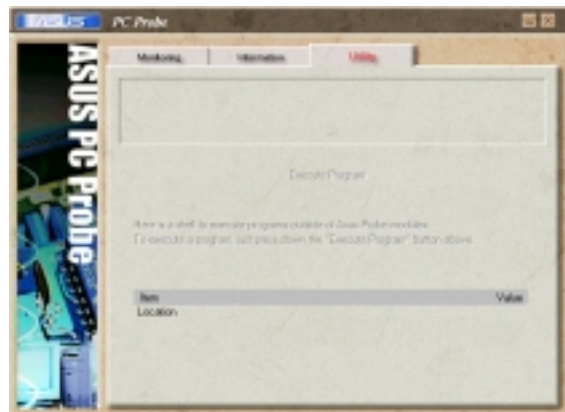 ASUS PC Probe
Monitoring Information Utility
ASUS PC Probe
Execute Program
Here is a shell to execute programs outside of Asus Probe modules.
To execute a program, just press down the "Execute Program" button above.
Item Value
Location